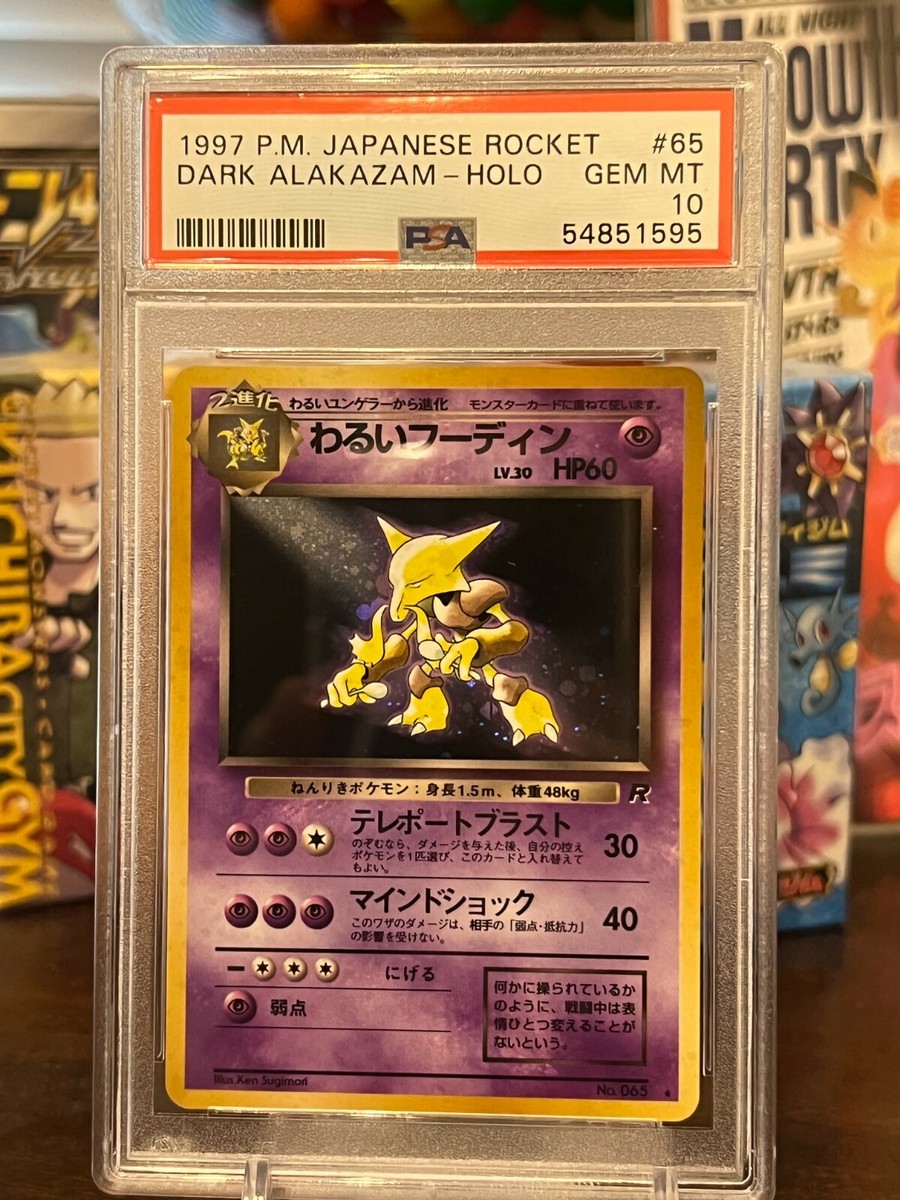 1997 P.M. JAPANESE ROCKET #65
DARK ALAKAZAM-HOLO GEM MT
10
PSA 54851595
2進化 わるいユンゲラーから進化 モンスターカードに重ねて使います。
わるいフーディン
LV.30 HP60
ねんりきポケモン：身長1.5m、体重48kg R
テレポートブラスト
のぞむなら、ダメージを与えた後、自分の控え
ポケモンを1匹選び、このカードと入れ替えて
もよい。
30
マインドショック
このワザのダメージは、相手の「弱点・抵抗力」
の影響を受けない。
40
ー にげる
弱点
何かに操られているか
のように、戦闘中は表
情ひとつ変えることが
ないという。
Illus.Ken Sugimori No.065 ★
ALL NIGHT